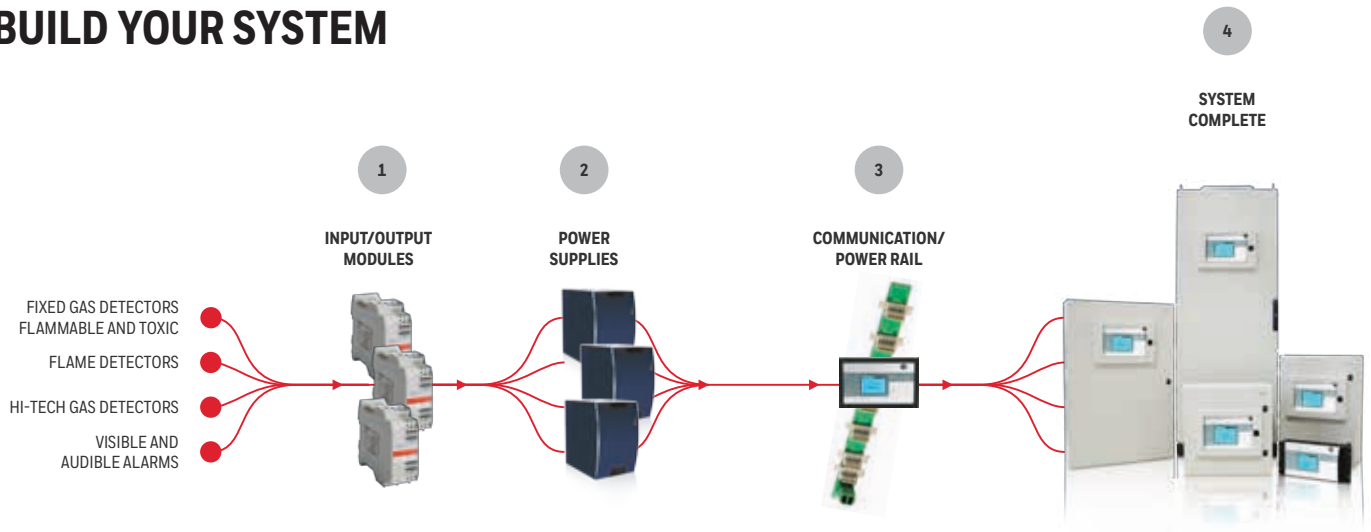 BUILD YOUR SYSTEM
4
SYSTEM
COMPLETE
1
2
3
INPUT/OUTPUT
MODULES
POWER
SUPPLIES
COMMUNICATION/
POWER RAIL
FIXED GAS DETECTORS
FLAMMABLE AND TOXIC
FLAME DETECTORS
HI-TECH GAS DETECTORS
VISIBLE AND
AUDIBLE ALARMS